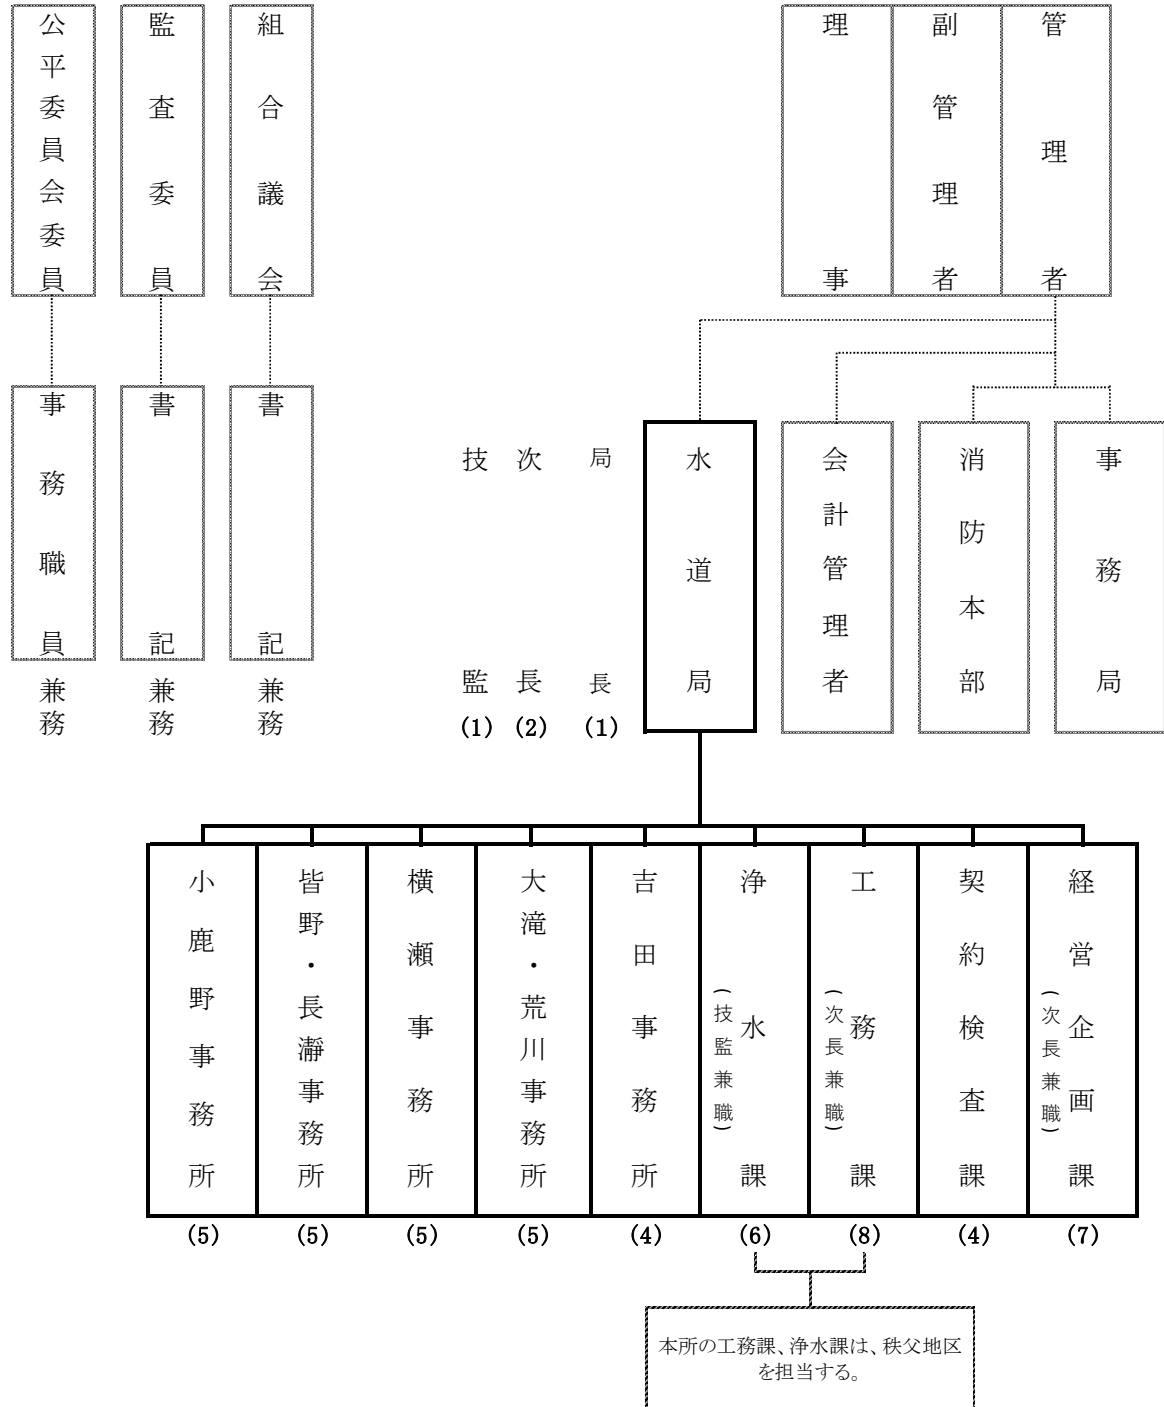 管理者
副管理者
理事
組合議会
監査委員
公平委員会委員
事務局
消防本部
会計管理者
水道局
局長
(1)
次長
(2)
技監
(1)
書記
兼務
書記
兼務
事務職員
兼務
経営企画課
(次長兼職)
(7)
契約検査課
(4)
工務課
(次長兼職)
(8)
浄水課
(技監兼職)
(6)
吉田事務所
(4)
大滝・荒川事務所
(5)
横瀬事務所
(5)
皆野・長瀞事務所
(5)
小鹿野事務所
(5)
本所の工務課、浄水課は、秩父地区
を担当する。